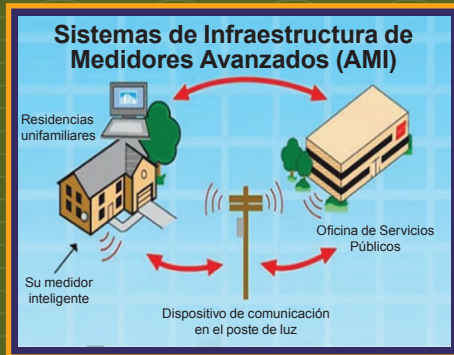 Sistemas de Infraestructura de
Medidores Avanzados (AMI)
Residencias
unifamiliares
Oficina de Servicios
Públicos
Su medidor
inteligente
Dispositivo de comunicación
en el poste de luz